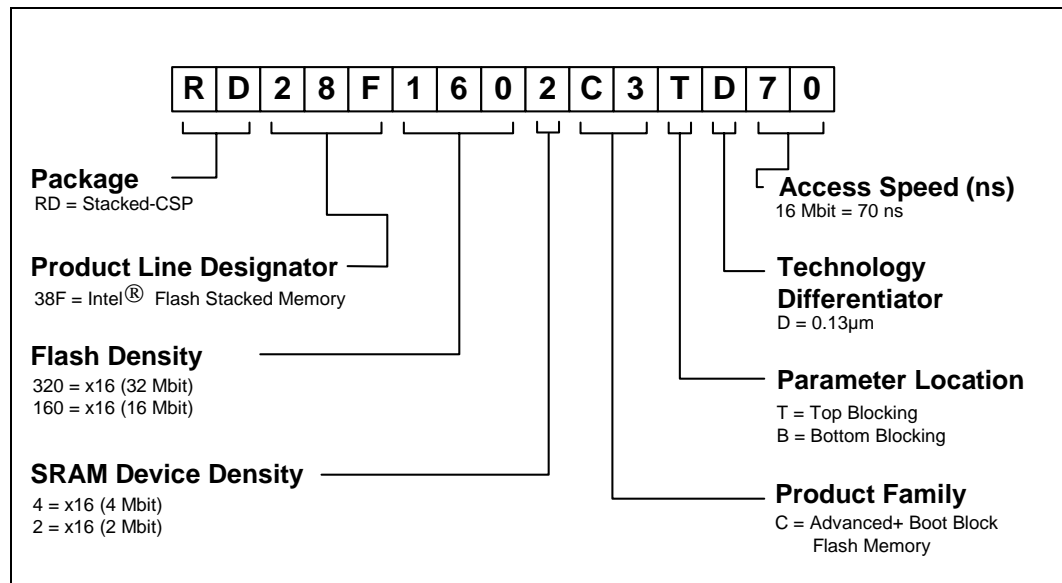 R D 2 8 F 1 6 0 2 C 3 T D 7 0
Package
RD = Stacked-CSP
Product Line Designator
38F = Intel® Flash Stacked Memory
Flash Density
320 = x16 (32 Mbit)
160 = x16 (16 Mbit)
SRAM Device Density
4 = x16 (4 Mbit)
2 = x16 (2 Mbit)
Access Speed (ns)
16 Mbit = 70 ns
Technology
Differentiator
D = 0.13µm
Parameter Location
T = Top Blocking
B = Bottom Blocking
Product Family
C = Advanced+ Boot Block
Flash Memory